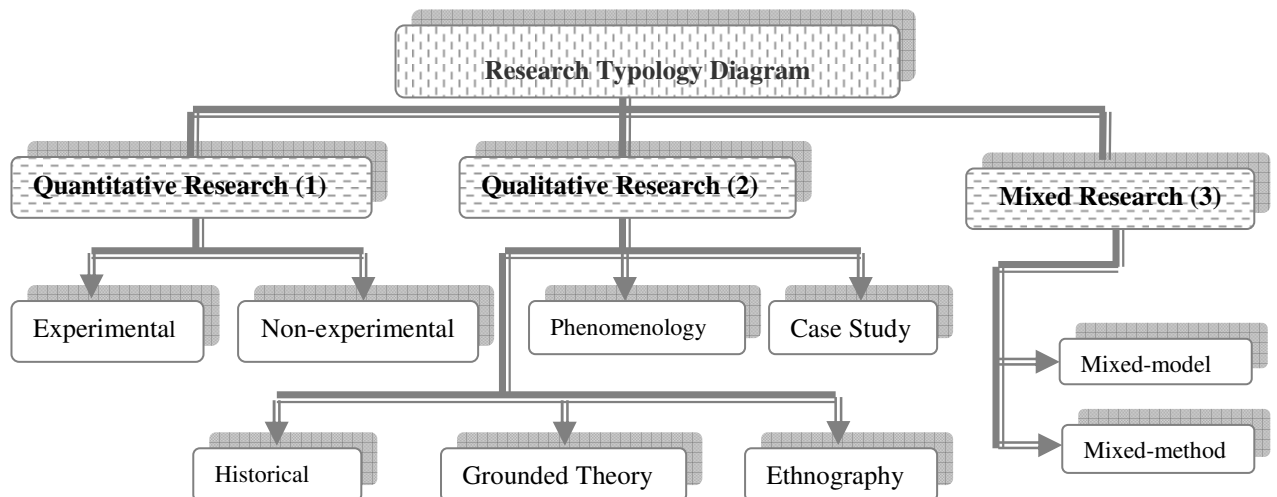 Research Typology Diagram
Quantitative Research (1)
Qualitative Research (2)
Mixed Research (3)
Experimental
Non-experimental
Phenomenology
Case Study
Mixed-model
Mixed-method
Historical
Grounded Theory
Ethnography